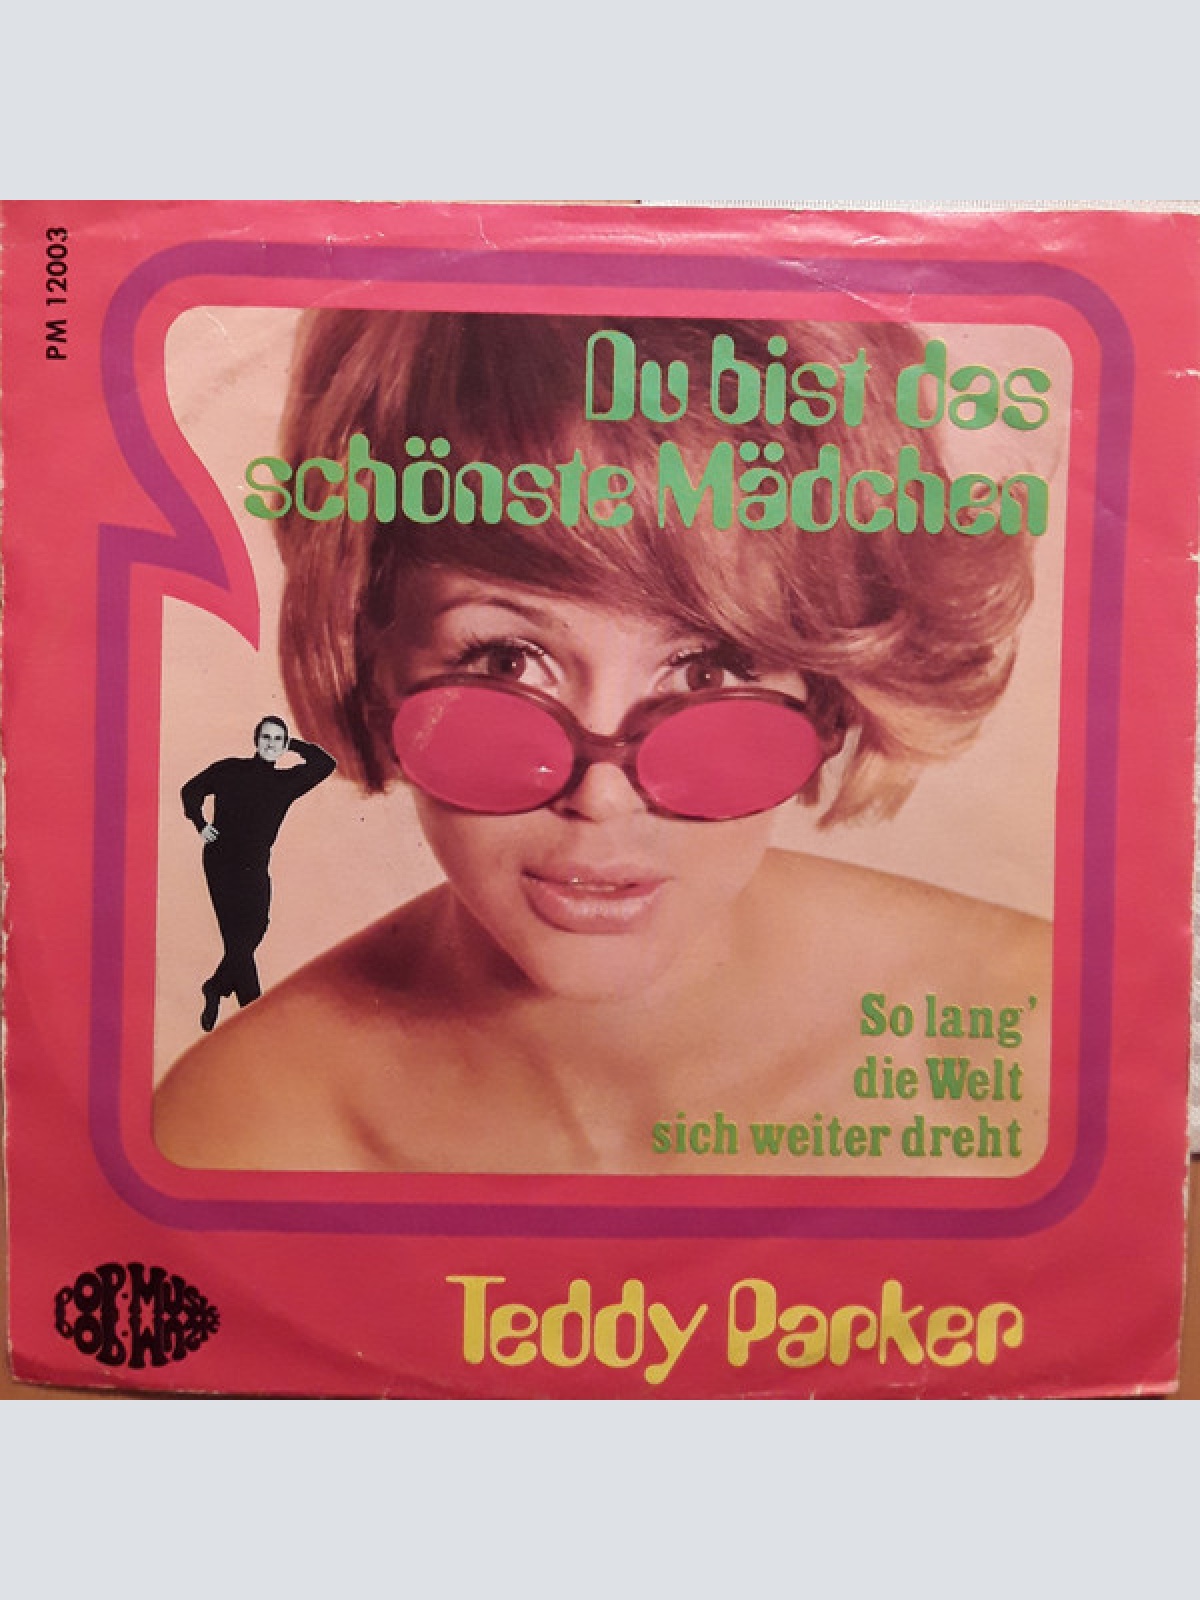 PM 12003
Du bist das
schönste Mädchen
So lang'
die Welt
sich weiter dreht
POP·MUSIK
Teddy Parker